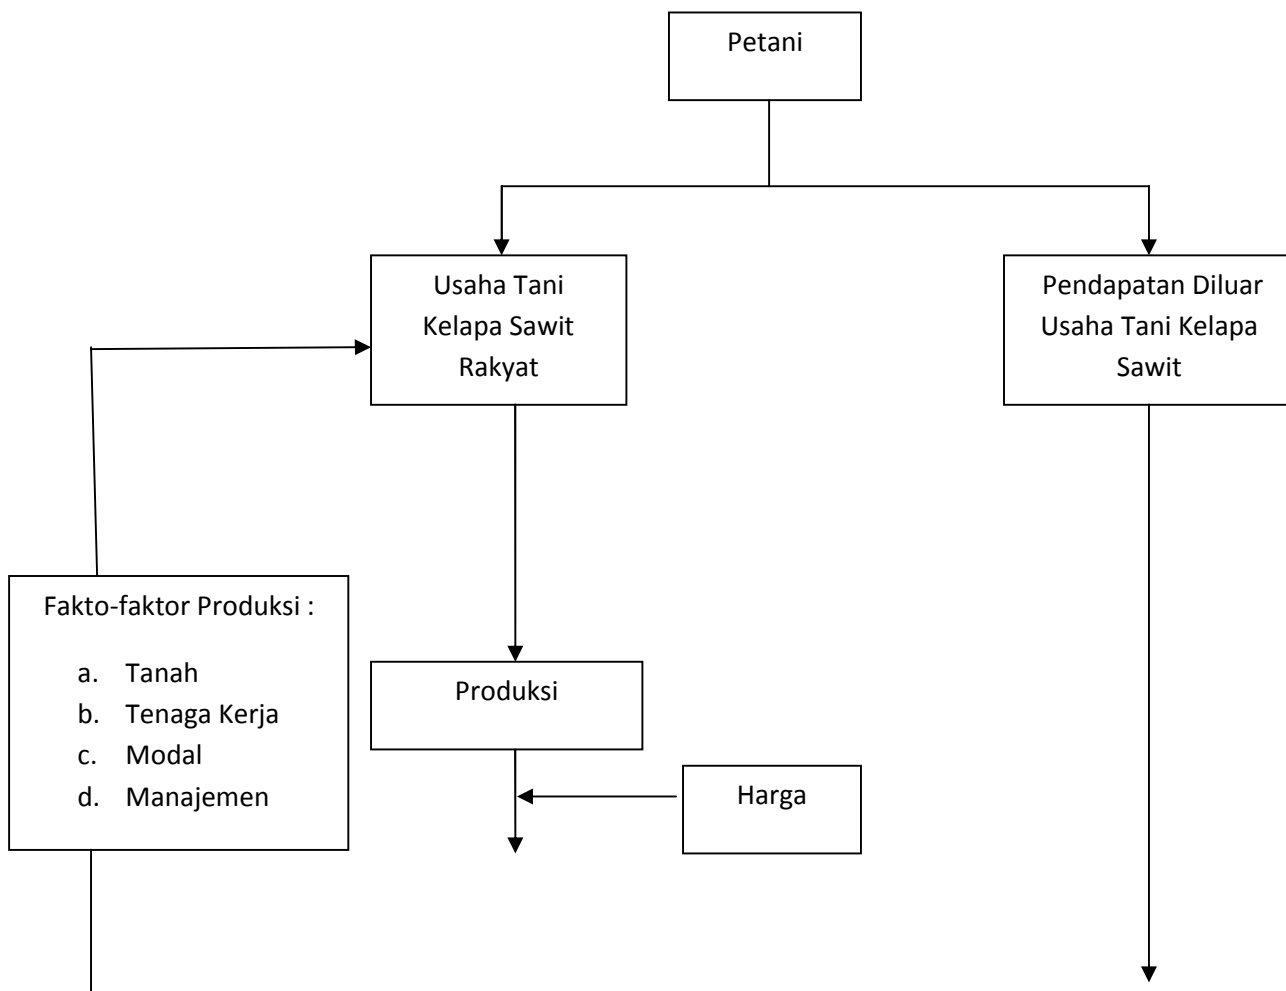 Petani
Usaha Tani
Kelapa Sawit
Rakyat
Pendapatan Diluar
Usaha Tani Kelapa
Sawit
Fakto-faktor Produksi :
a. Tanah
b. Tenaga Kerja
c. Modal
d. Manajemen
Produksi
Harga